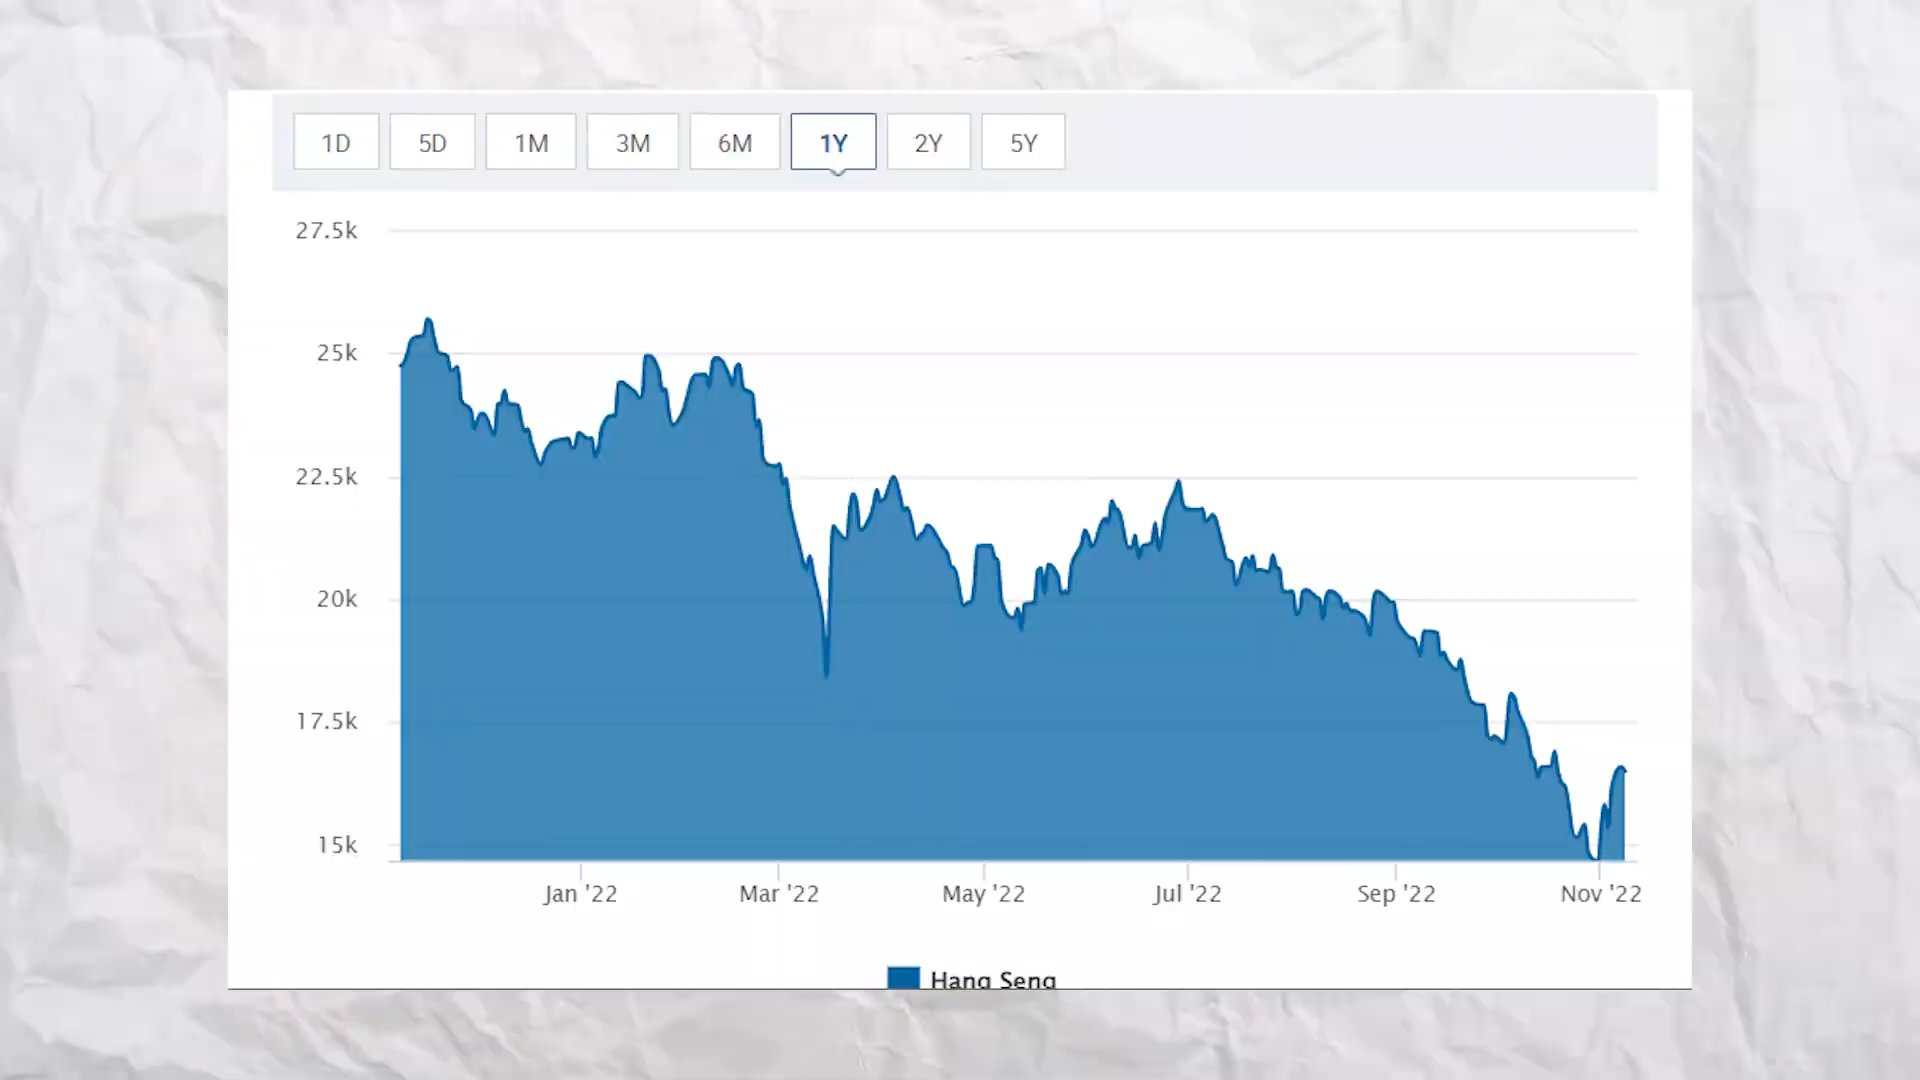 1D 5D 1M 3M 6M 1Y 2Y 5Y
27.5k
25k
22.5k
20k
17.5k
15k
Jan '22 Mar '22 May '22 Jul '22 Sep '22 Nov '22
Hang Seng